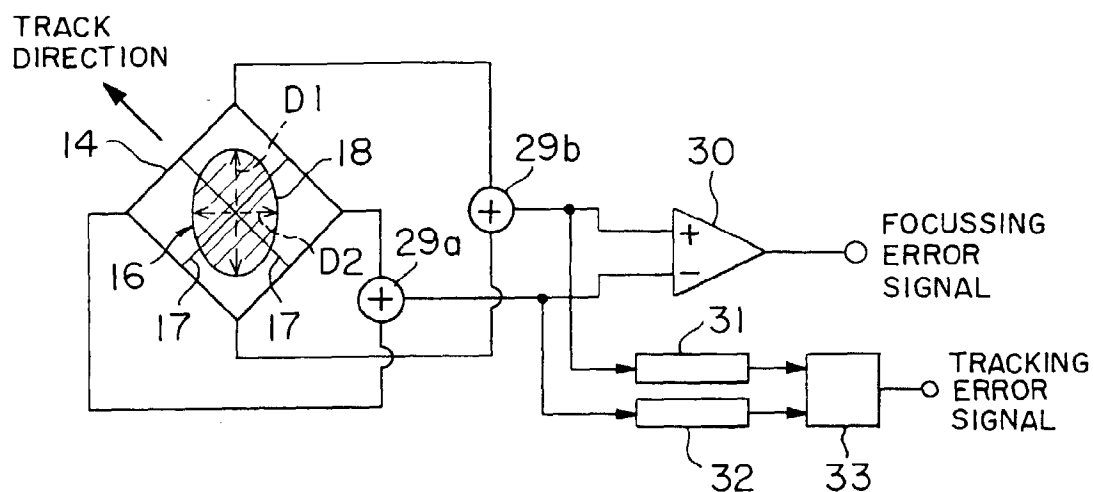 TRACK
DIRECTION
D1
14
18
29b
30
+
+
−
FOCUSSING
ERROR
SIGNAL
16
D2
29a
+
17
17
31
TRACKING
ERROR
SIGNAL
32
33